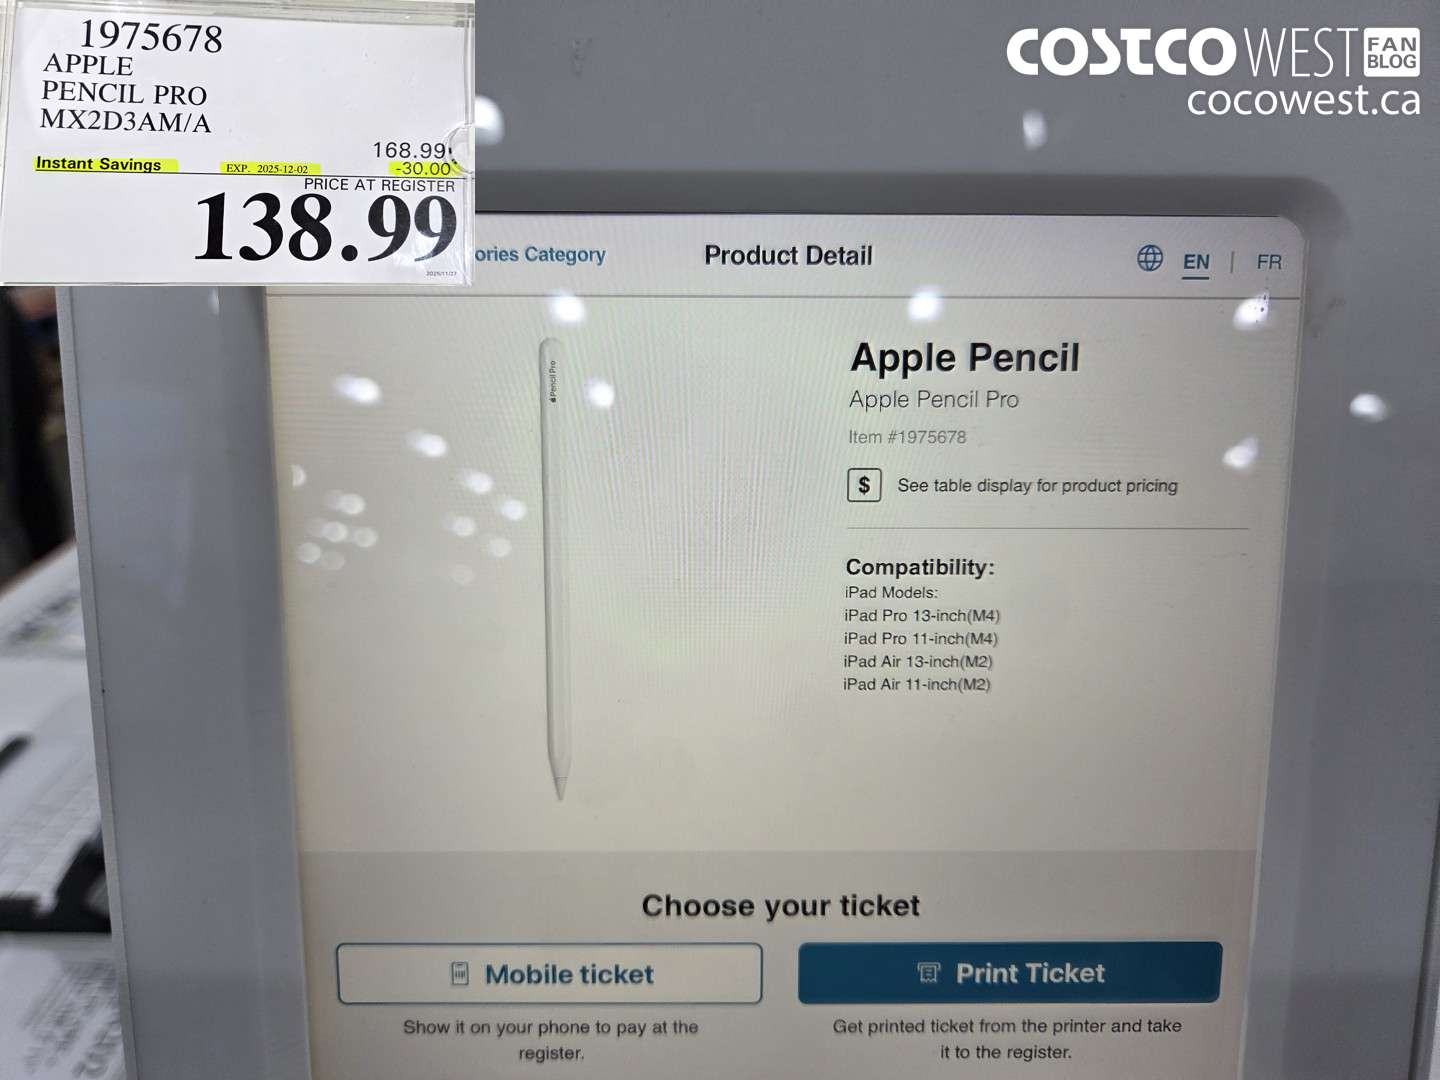 1975678
APPLE
PENCIL PRO
MX2D3AM/A
168.99
Instant Savings EXP. 2025-12-02 -30.00
PRICE AT REGISTER
138.99
2025/11/27
COSTCO WEST FAN BLOG
cocowest.ca
ories Category Product Detail EN | FR
Pencil Pro
Apple Pencil
Apple Pencil Pro
Item #1975678
$ See table display for product pricing
Compatibility:
iPad Models:
iPad Pro 13-inch(M4)
iPad Pro 11-inch(M4)
iPad Air 13-inch(M2)
iPad Air 11-inch(M2)
Choose your ticket
Mobile ticket
Show it on your phone to pay at the
register.
Print Ticket
Get printed ticket from the printer and take
it to the register.